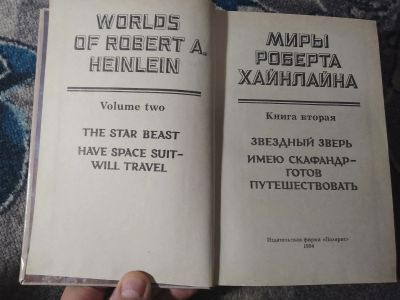 WORLDS
OF ROBERT A.
HEINLEIN
Volume two
THE STAR BEAST
HAVE SPACE SUIT-
WILL TRAVEL
МИРЫ
РОБЕРТА
ХАЙНЛАЙНА
Книга вторая
ЗВЕЗДНЫЙ ЗВЕРЬ
ИМЕЮ СКАФАНДР-
ГОТОВ
ПУТЕШЕСТВОВАТЬ
Издательская фирма «Полярис»
1994